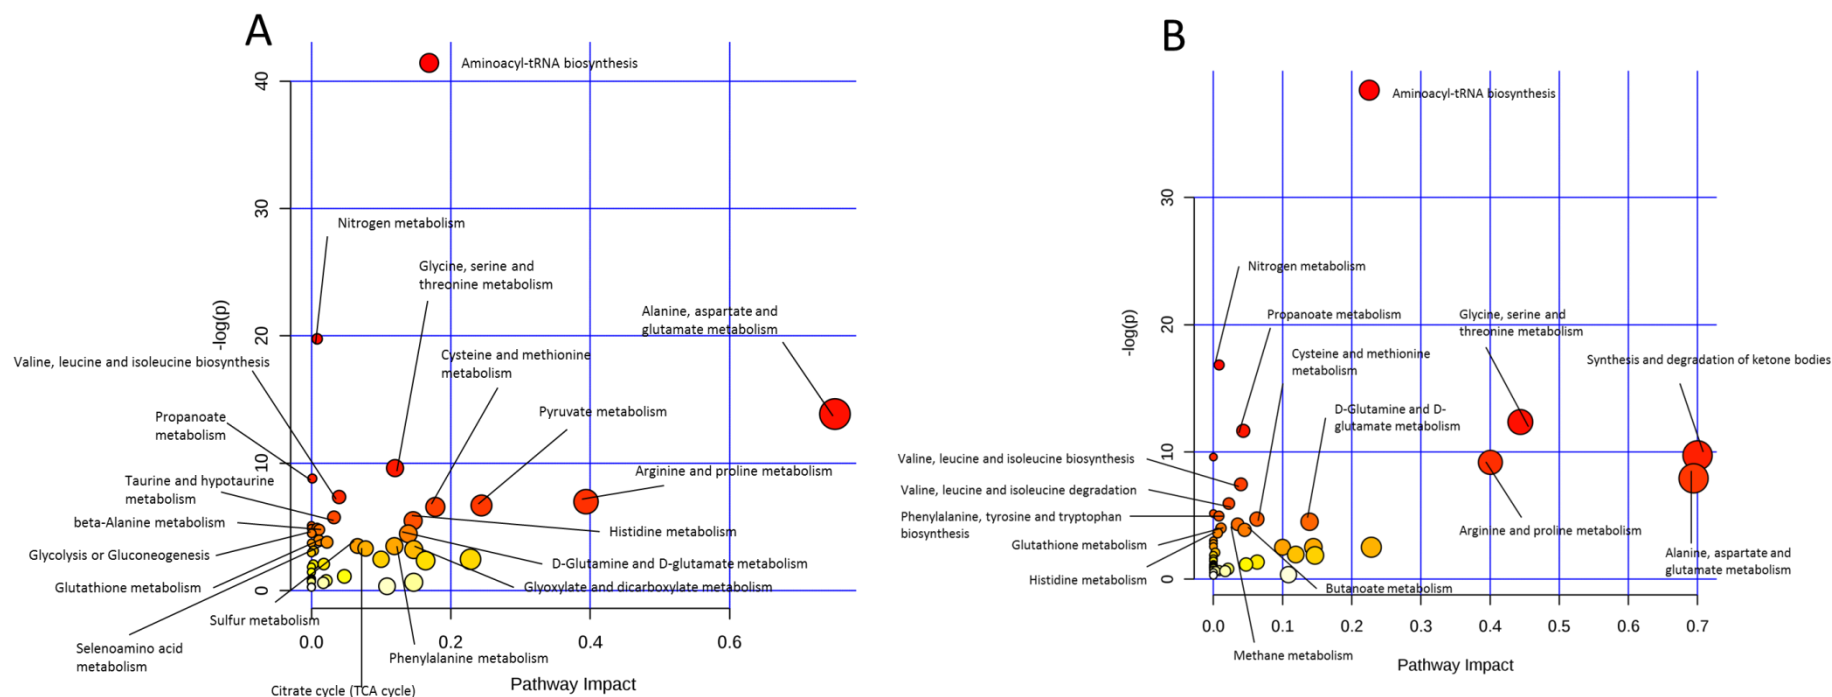 A
Aminoacyl-tRNA biosynthesis
Nitrogen metabolism
Glycine, serine and
threonine metabolism
Alanine, aspartate and
glutamate metabolism
Valine, leucine and isoleucine biosynthesis
Cysteine and methionine
metabolism
Propanoate
metabolism
Pyruvate metabolism
Taurine and hypotaurine
metabolism
Arginine and proline metabolism
beta-Alanine metabolism
Histidine metabolism
Glycolysis or Gluconeogenesis
D-Glutamine and D-glutamate metabolism
Glutathione metabolism
Glyoxylate and dicarboxylate metabolism
Sulfur metabolism
Selenoamino acid
metabolism
Phenylalanine metabolism
Citrate cycle (TCA cycle)
-log(p)
40
30
20
10
0
0.0 0.2 0.4 0.6
Pathway Impact
B
Aminoacyl-tRNA biosynthesis
Nitrogen metabolism
Propanoate metabolism
Glycine, serine and
threonine metabolism
Cysteine and methionine
metabolism
Synthesis and degradation of ketone bodies
D-Glutamine and D-
glutamate metabolism
Valine, leucine and isoleucine biosynthesis
Valine, leucine and isoleucine degradation
Phenylalanine, tyrosine and tryptophan
biosynthesis
Arginine and proline metabolism
Glutathione metabolism
Alanine, aspartate and
glutamate metabolism
Histidine metabolism
Butanoate metabolism
Methane metabolism
-log(p)
30
20
10
0
0.0 0.1 0.2 0.3 0.4 0.5 0.6 0.7
Pathway Impact